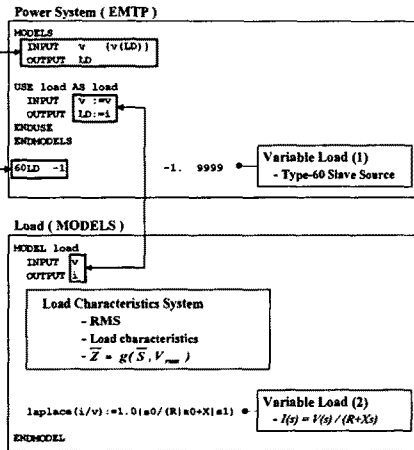 Power System ( EMTP )
MODELS
INPUT v {v(LD)}
OUTPUT LD
USE load AS load
INPUT v :=v
OUTPUT LD:=i
ENDUSE
ENDMODELS
60LD -1 -1. 9999
Variable Load (1)
- Type-60 Slave Source
Load ( MODELS )
MODEL load
INPUT v
OUTPUT i
Load Characteristics System
- RMS
- Load characteristics
- Z̅ = g( S̅ , Vrms )
laplace(i/v):=1.0|s0/(R|s0+X|s1)
Variable Load (2)
- I(s) = V(s) / (R+Xs)
ENDMODEL